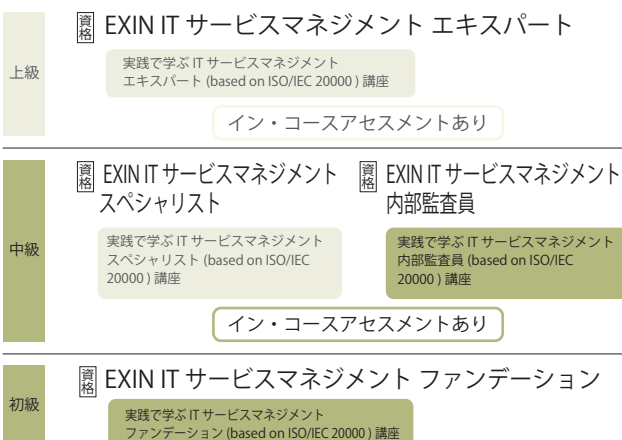 上級
資格 EXIN IT サービスマネジメント エキスパート
実践で学ぶ IT サービスマネジメント
エキスパート (based on ISO/IEC 20000 ) 講座
イン・コースアセスメントあり
中級
資格 EXIN IT サービスマネジメント
スペシャリスト
実践で学ぶ IT サービスマネジメント
スペシャリスト (based on ISO/IEC
20000 ) 講座
資格 EXIN IT サービスマネジメント
内部監査員
実践で学ぶ IT サービスマネジメント
内部監査員 (based on ISO/IEC
20000 ) 講座
イン・コースアセスメントあり
初級
資格 EXIN IT サービスマネジメント ファンデーション
実践で学ぶ IT サービスマネジメント
ファンデーション (based on ISO/IEC 20000 ) 講座